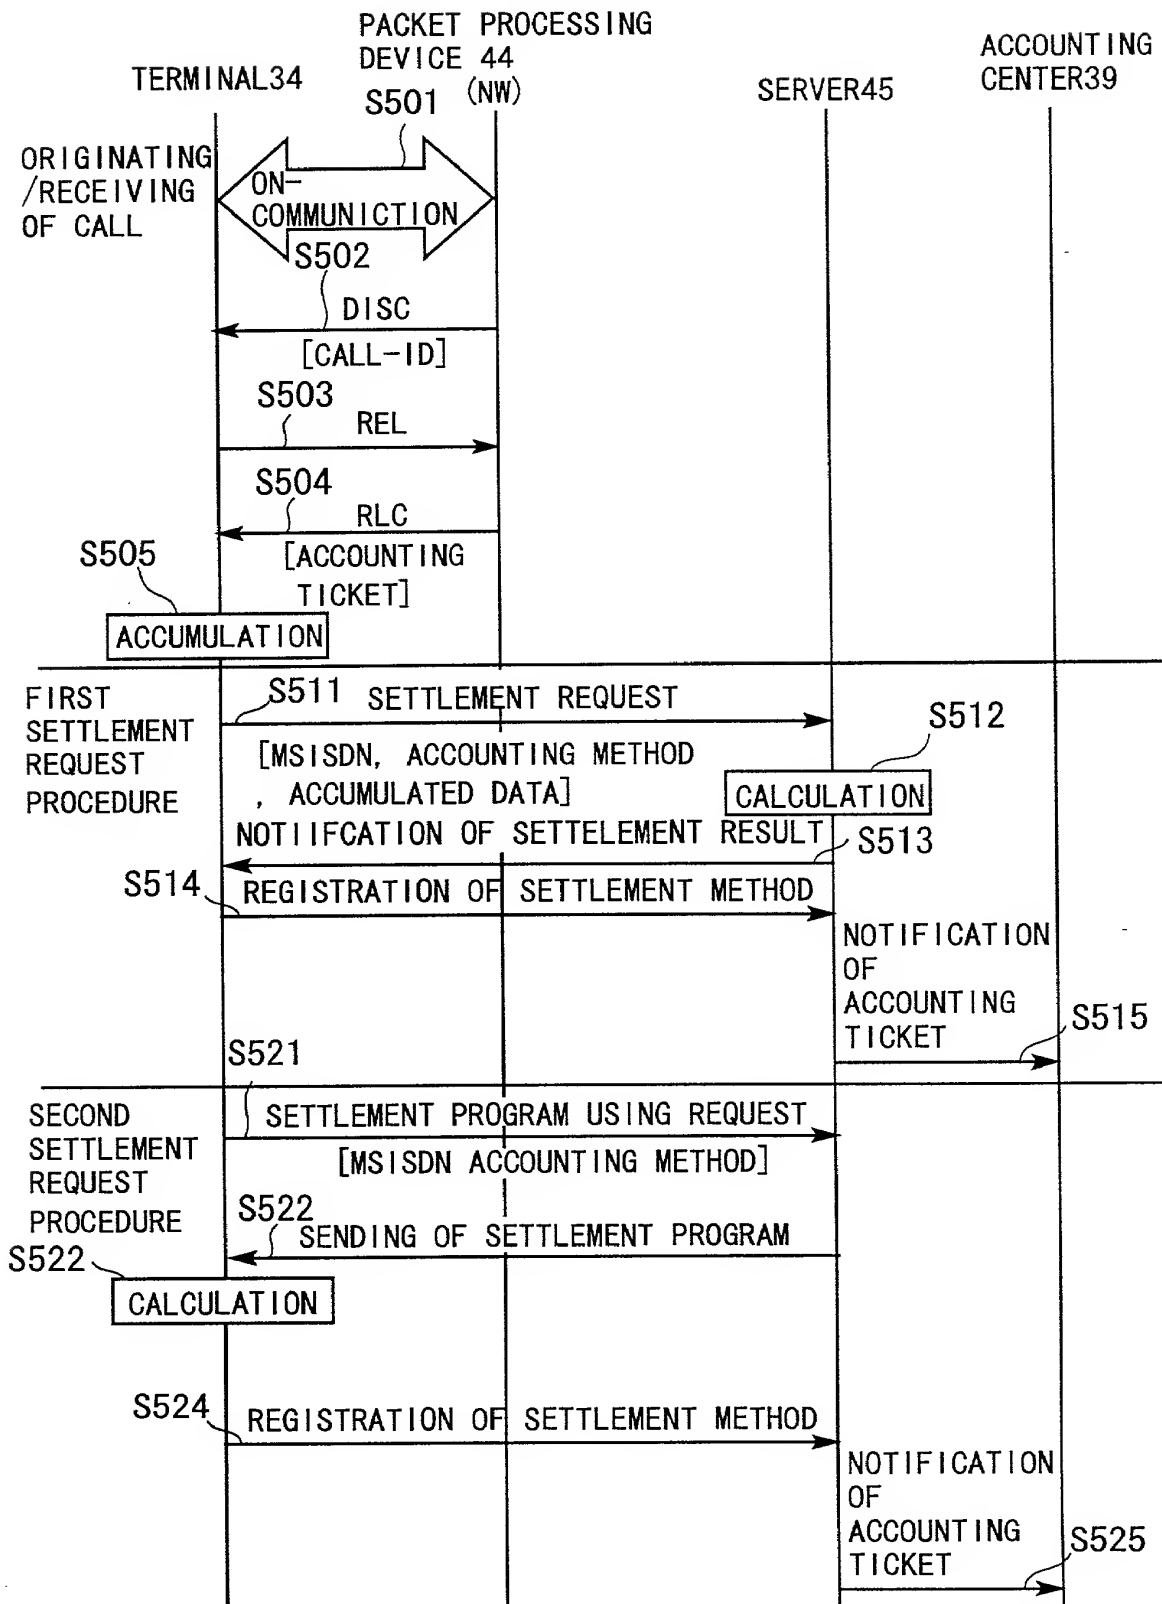 PACKET PROCESSING
DEVICE 44
(NW)
TERMINAL34
SERVER45
ACCOUNTING
CENTER39
S501
ORIGINATING
/RECEIVING
OF CALL
ON-
COMMUNICTION
S502
DISC
[CALL-ID]
S503
REL
S504
RLC
[ACCOUNTING
TICKET]
S505
ACCUMULATION
FIRST
SETTLEMENT
REQUEST
PROCEDURE
S511
SETTLEMENT REQUEST
[MSISDN, ACCOUNTING METHOD
, ACCUMULATED DATA]
S512
CALCULATION
NOTIIFCATION OF SETTELEMENT RESULT
S513
S514
REGISTRATION OF SETTLEMENT METHOD
NOTIFICATION
OF
ACCOUNTING
TICKET
S515
S521
SECOND
SETTLEMENT
REQUEST
PROCEDURE
SETTLEMENT PROGRAM USING REQUEST
[MSISDN ACCOUNTING METHOD]
S522
SENDING OF SETTLEMENT PROGRAM
S522
CALCULATION
S524
REGISTRATION OF SETTLEMENT METHOD
NOTIFICATION
OF
ACCOUNTING
TICKET
S525